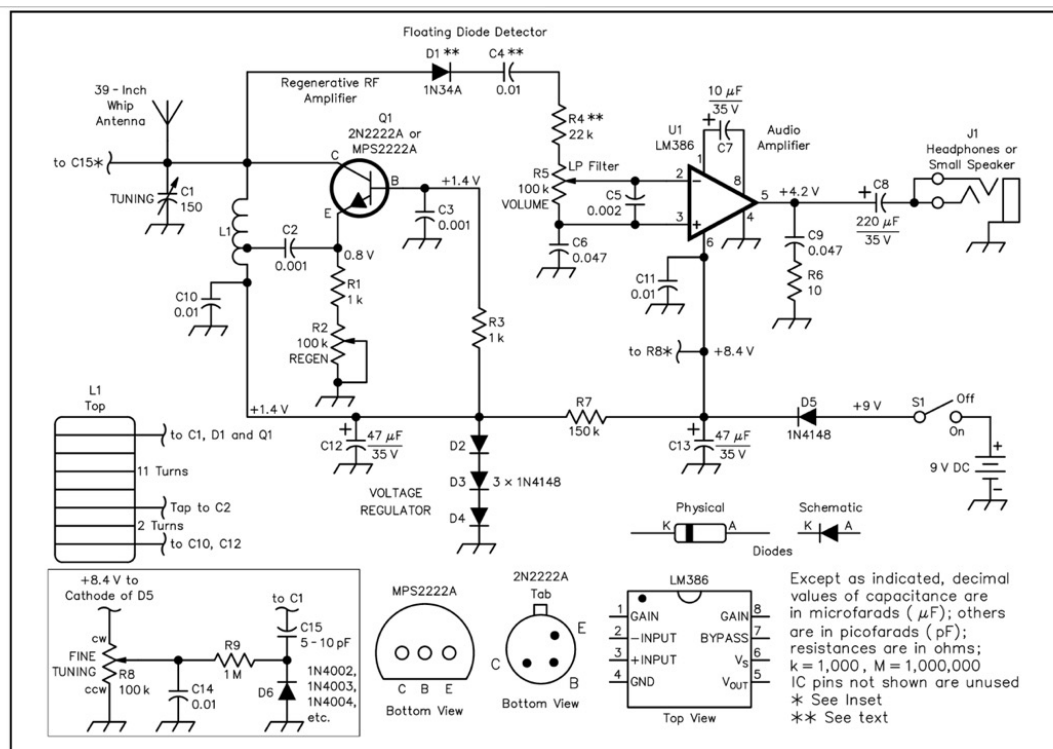 Floating Diode Detector
D1 **
1N34A
C4 **
0.01
Regenerative RF
Amplifier
39-Inch
Whip
Antenna
to C15*
TUNING
C1
150
Q1
2N2222A or
MPS2222A
C
B
E
+1.4 V
C3
0.001
L1
C2
0.001
0.8 V
R1
1 k
R2
100 k
REGEN
C10
0.01
R3
1 k
R4 **
22 k
R5
100 k
VOLUME
LP Filter
C5
0.002
C6
0.047
U1
LM386
10 µF
35 V
+
C7
Audio
Amplifier
1
8
2
−
3
+
5
4
6
+4.2 V
C11
0.01
C9
0.047
R6
10
+
C8
220 µF
35 V
J1
Headphones or
Small Speaker
to R8*
+8.4 V
+1.4 V
+
C12
47 µF
35 V
D2
D3
D4
3 × 1N4148
VOLTAGE
REGULATOR
R7
150 k
+
C13
47 µF
35 V
D5
1N4148
+9 V
S1
Off
On
9 V DC
+
−
L1
Top
to C1, D1 and Q1
11 Turns
Tap to C2
2 Turns
to C10, C12
Physical
K
A
Schematic
K
A
Diodes
+8.4 V to
Cathode of D5
cw
FINE
TUNING
ccw
R8
100 k
C14
0.01
R9
1 M
to C1
C15
5-10 pF
D6
1N4002,
1N4003,
1N4004,
etc.
MPS2222A
C B E
Bottom View
2N2222A
Tab
E
C
B
Bottom View
LM386
1 GAIN
2 −INPUT
3 +INPUT
4 GND
GAIN 8
BYPASS 7
VS 6
VOUT 5
Top View
Except as indicated, decimal
values of capacitance are
in microfarads ( µF); others
are in picofarads ( pF);
resistances are in ohms;
k = 1,000 , M = 1,000,000
IC pins not shown are unused
* See Inset
** See text